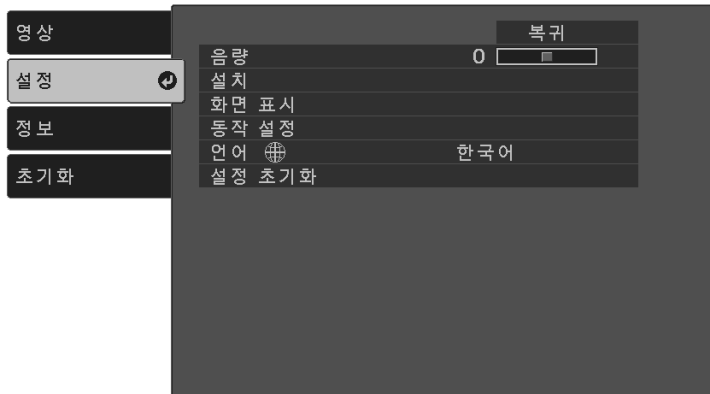 영상
설정
정보
초기화
복귀
음량 0
설치
화면 표시
동작 설정
언어 한국어
설정 초기화